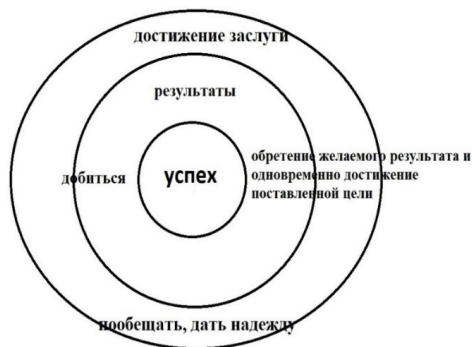 достижение заслуги
результаты
добиться
успех
обретение желаемого результата и
одновременно достижение
поставленной цели
пообещать, дать надежду